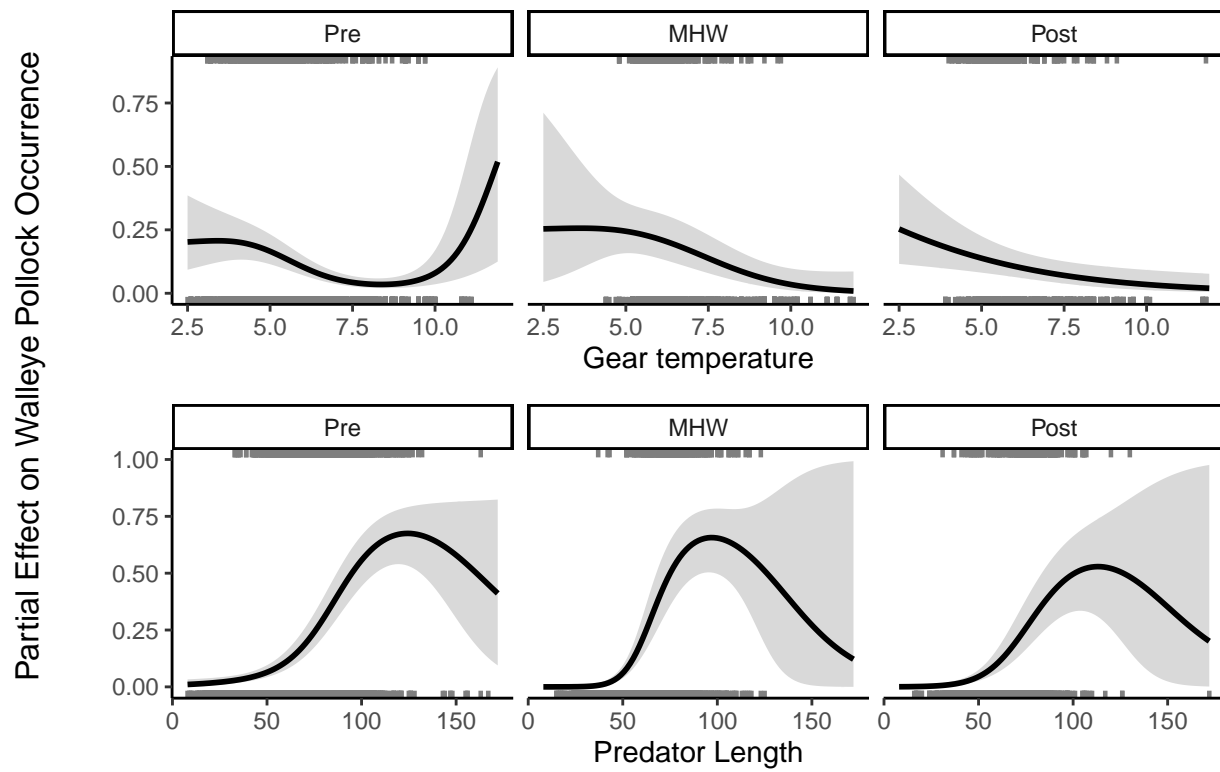 Partial Effect on Walleye Pollock Occurrence
Pre MHW Post
0.75
0.50
0.25
0.00
2.5 5.0 7.5 10.0 2.5 5.0 7.5 10.0 2.5 5.0 7.5 10.0
Gear temperature
Pre MHW Post
1.00
0.75
0.50
0.25
0.00
0 50 100 150 0 50 100 150 0 50 100 150
Predator Length